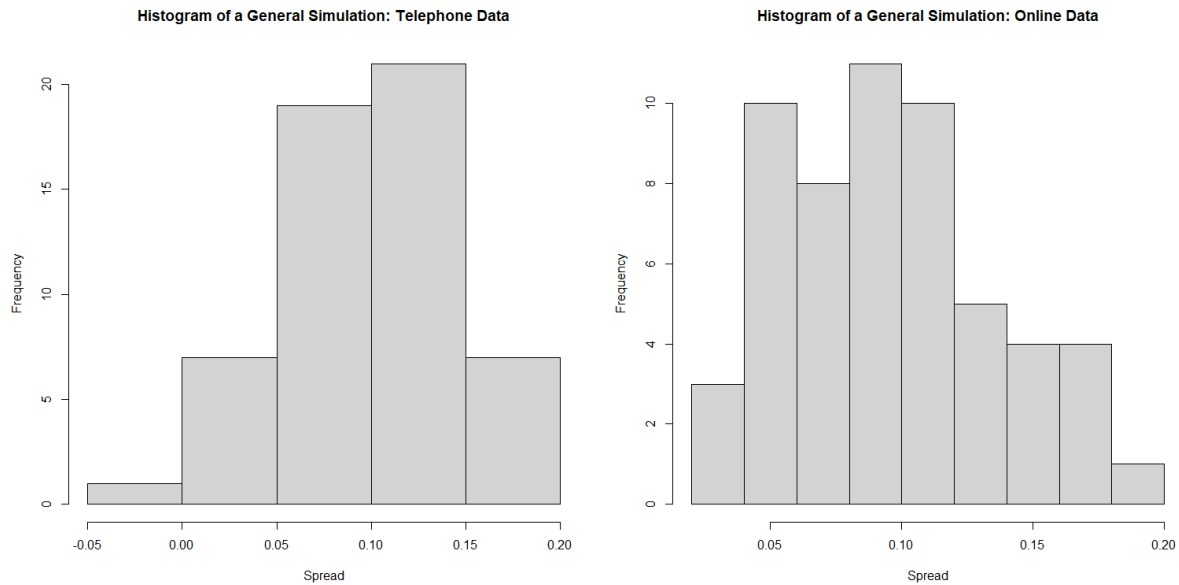 Histogram of a General Simulation: Telephone Data
Frequency
20
15
10
5
0
-0.05 0.00 0.05 0.10 0.15 0.20
Spread
Histogram of a General Simulation: Online Data
Frequency
10
8
6
4
2
0
0.05 0.10 0.15 0.20
Spread